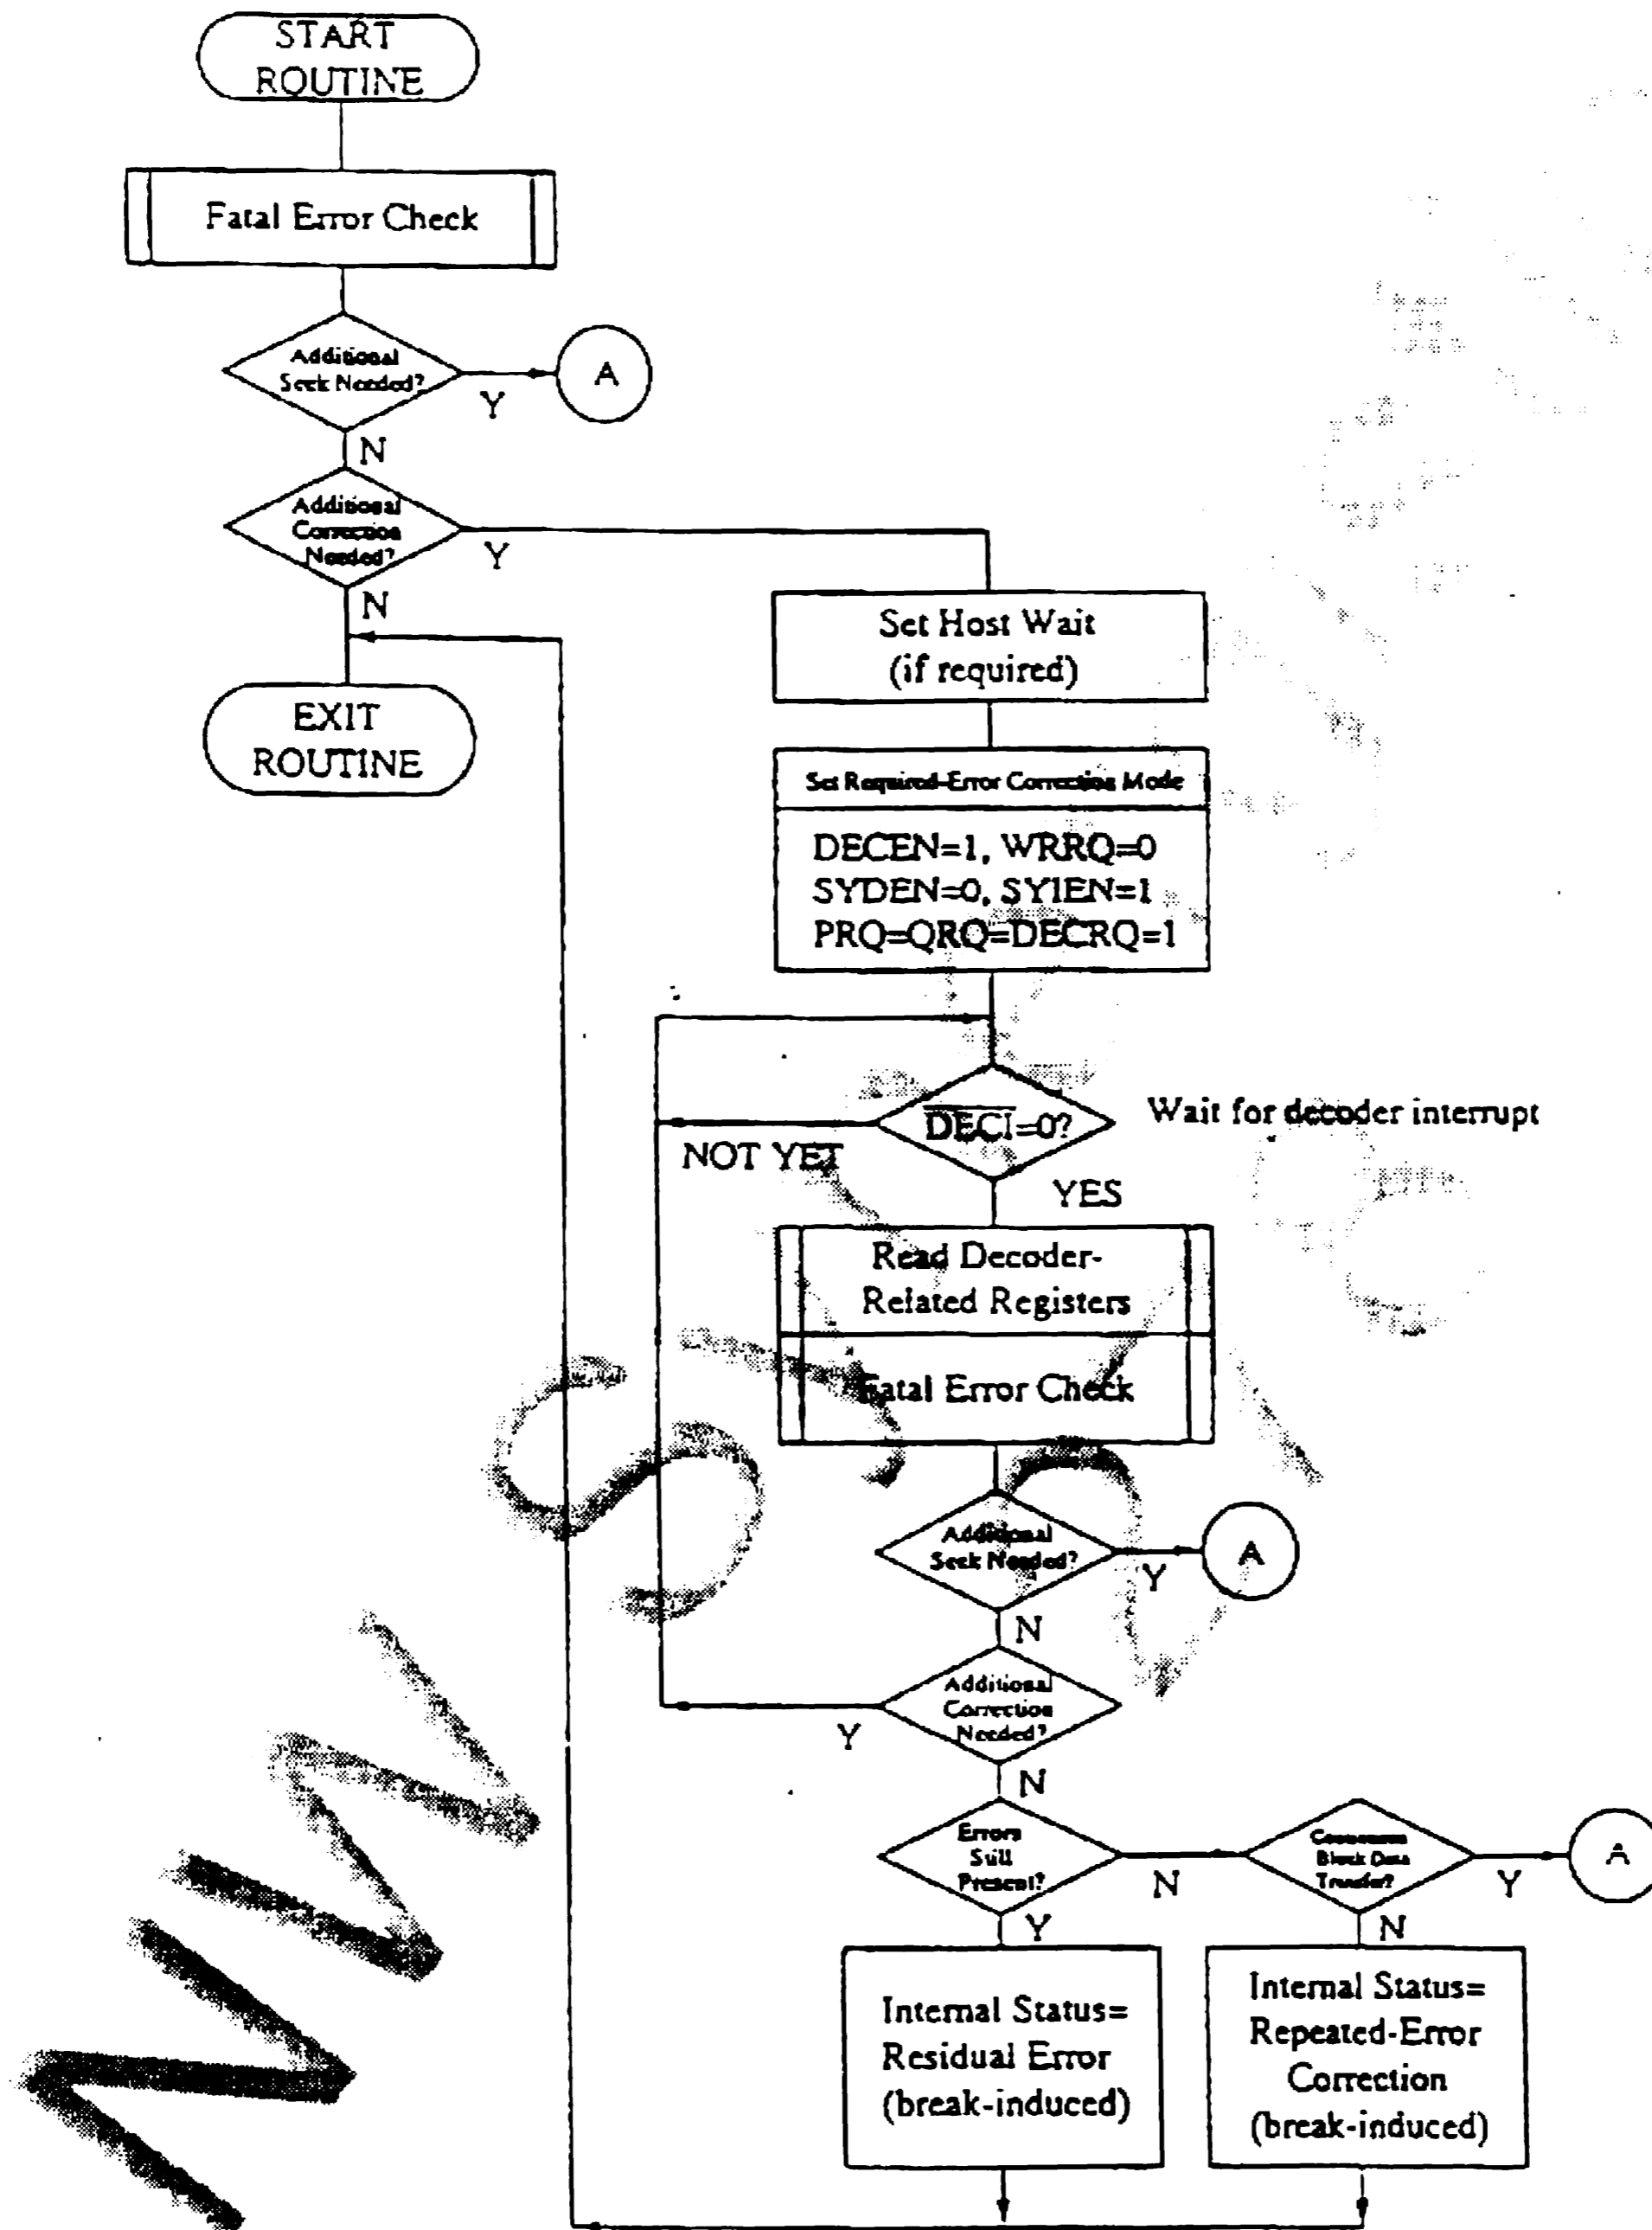 START
ROUTINE
Fatal Error Check
Additional
Seek Needed?
Y
A
N
Additional
Correction
Needed?
Y
N
EXIT
ROUTINE
Set Host Wait
(if required)
Set Required-Error Correction Mode
DECEN=1, WRRQ=0
SYDEN=0, SYIEN=1
PRQ=QRQ=DECRQ=1
DECI=0?
Wait for decoder interrupt
NOT YET
YES
Read Decoder-
Related Registers
Fatal Error Check
Additional
Seek Needed?
Y
A
N
Additional
Correction
Needed?
Y
N
Errors
Still
Present?
N
Block Data
Transfer?
Y
A
Y
N
Internal Status=
Residual Error
(break-induced)
Internal Status=
Repeated-Error
Correction
(break-induced)